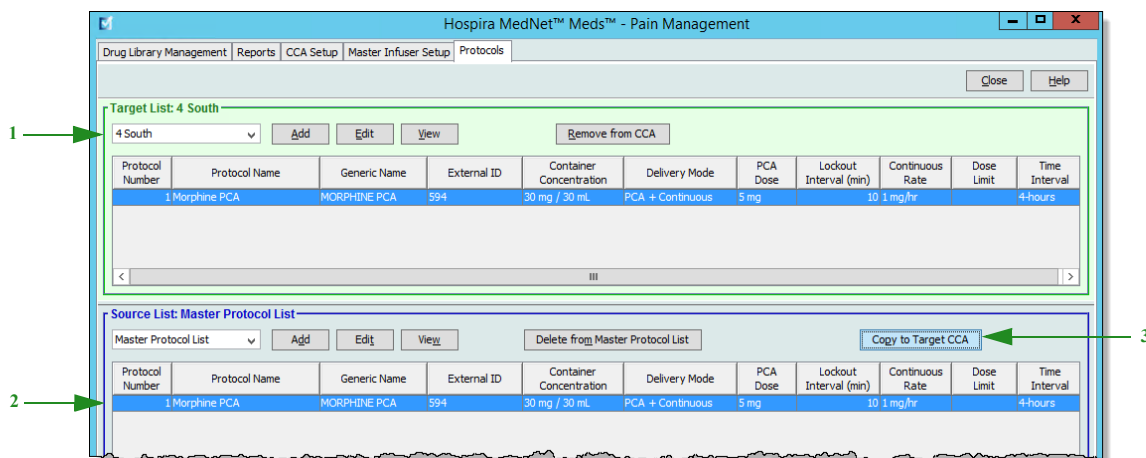 Hospira MedNet™ Meds™ - Pain Management
Drug Library Management Reports CCA Setup Master Infuser Setup Protocols
Close Help
Target List: 4 South
1
4 South Add Edit View Remove from CCA
Protocol Number Protocol Name Generic Name External ID Container Concentration Delivery Mode PCA Dose Lockout Interval (min) Continuous Rate Dose Limit Time Interval
1 Morphine PCA MORPHINE PCA 594 30 mg / 30 mL PCA + Continuous 5 mg 10 1 mg/hr 4-hours
Source List: Master Protocol List
Master Protocol List Add Edit View Delete from Master Protocol List Copy to Target CCA 3
Protocol Number Protocol Name Generic Name External ID Container Concentration Delivery Mode PCA Dose Lockout Interval (min) Continuous Rate Dose Limit Time Interval
2
1 Morphine PCA MORPHINE PCA 594 30 mg / 30 mL PCA + Continuous 5 mg 10 1 mg/hr 4-hours